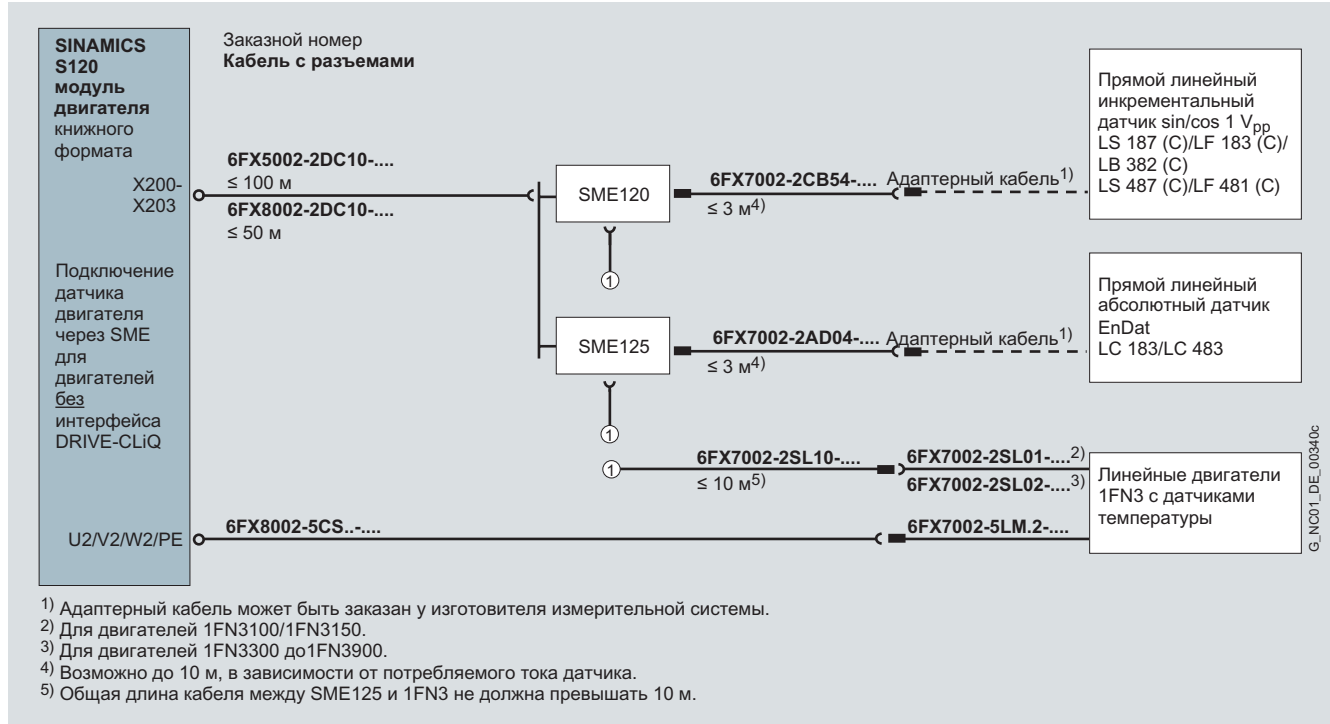 SINAMICS
S120
модуль
двигателя
книжного
формата
X200-
X203
Подключение
датчика
двигателя
через SME
для
двигателей
без
интерфейса
DRIVE-CLiQ
U2/V2/W2/PE
Заказной номер
Кабель с разъемами
6FX5002-2DC10-....
≤ 100 м
6FX8002-2DC10-....
≤ 50 м
SME120
6FX7002-2CB54-....
≤ 3 м4)
Адаптерный кабель1)
Прямой линейный
инкрементальный
датчик sin/cos 1 Vpp
LS 187 (C)/LF 183 (C)/
LB 382 (C)
LS 487 (C)/LF 481 (C)
1
SME125
6FX7002-2AD04-....
≤ 3 м4)
Адаптерный кабель1)
Прямой линейный
абсолютный датчик
EnDat
LC 183/LC 483
1
1
6FX7002-2SL10-....
≤ 10 м5)
6FX7002-2SL01-....2)
6FX7002-2SL02-....3)
Линейные двигатели
1FN3 с датчиками
температуры
6FX8002-5CS..-....
6FX7002-5LM.2-....
G_NC01_DE_00340c
1) Адаптерный кабель может быть заказан у изготовителя измерительной системы.
2) Для двигателей 1FN3100/1FN3150.
3) Для двигателей 1FN3300 до1FN3900.
4) Возможно до 10 м, в зависимости от потребляемого тока датчика.
5) Общая длина кабеля между SME125 и 1FN3 не должна превышать 10 м.